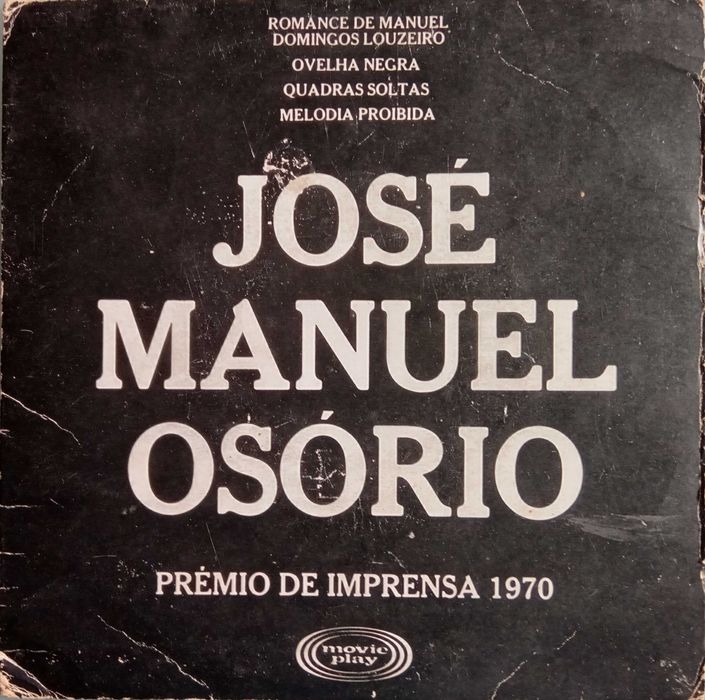 ROMANCE DE MANUEL
DOMINGOS LOUZEIRO
OVELHA NEGRA
QUADRAS SOLTAS
MELODIA PROIBIDA
JOSÉ
MANUEL
OSÓRIO
PRÉMIO DE IMPRENSA 1970
movie
play